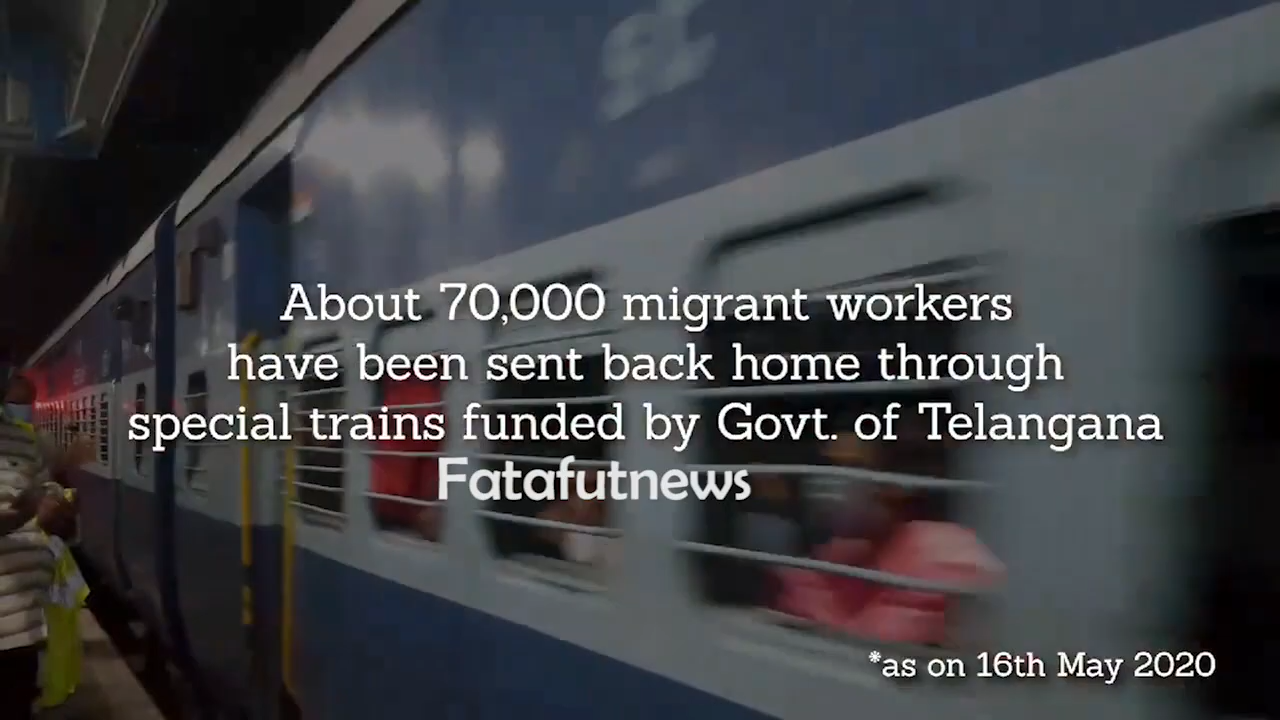 SL
About 70,000 migrant workers
have been sent back home through
special trains funded by Govt. of Telangana
Fatafutnews
*as on 16th May 2020